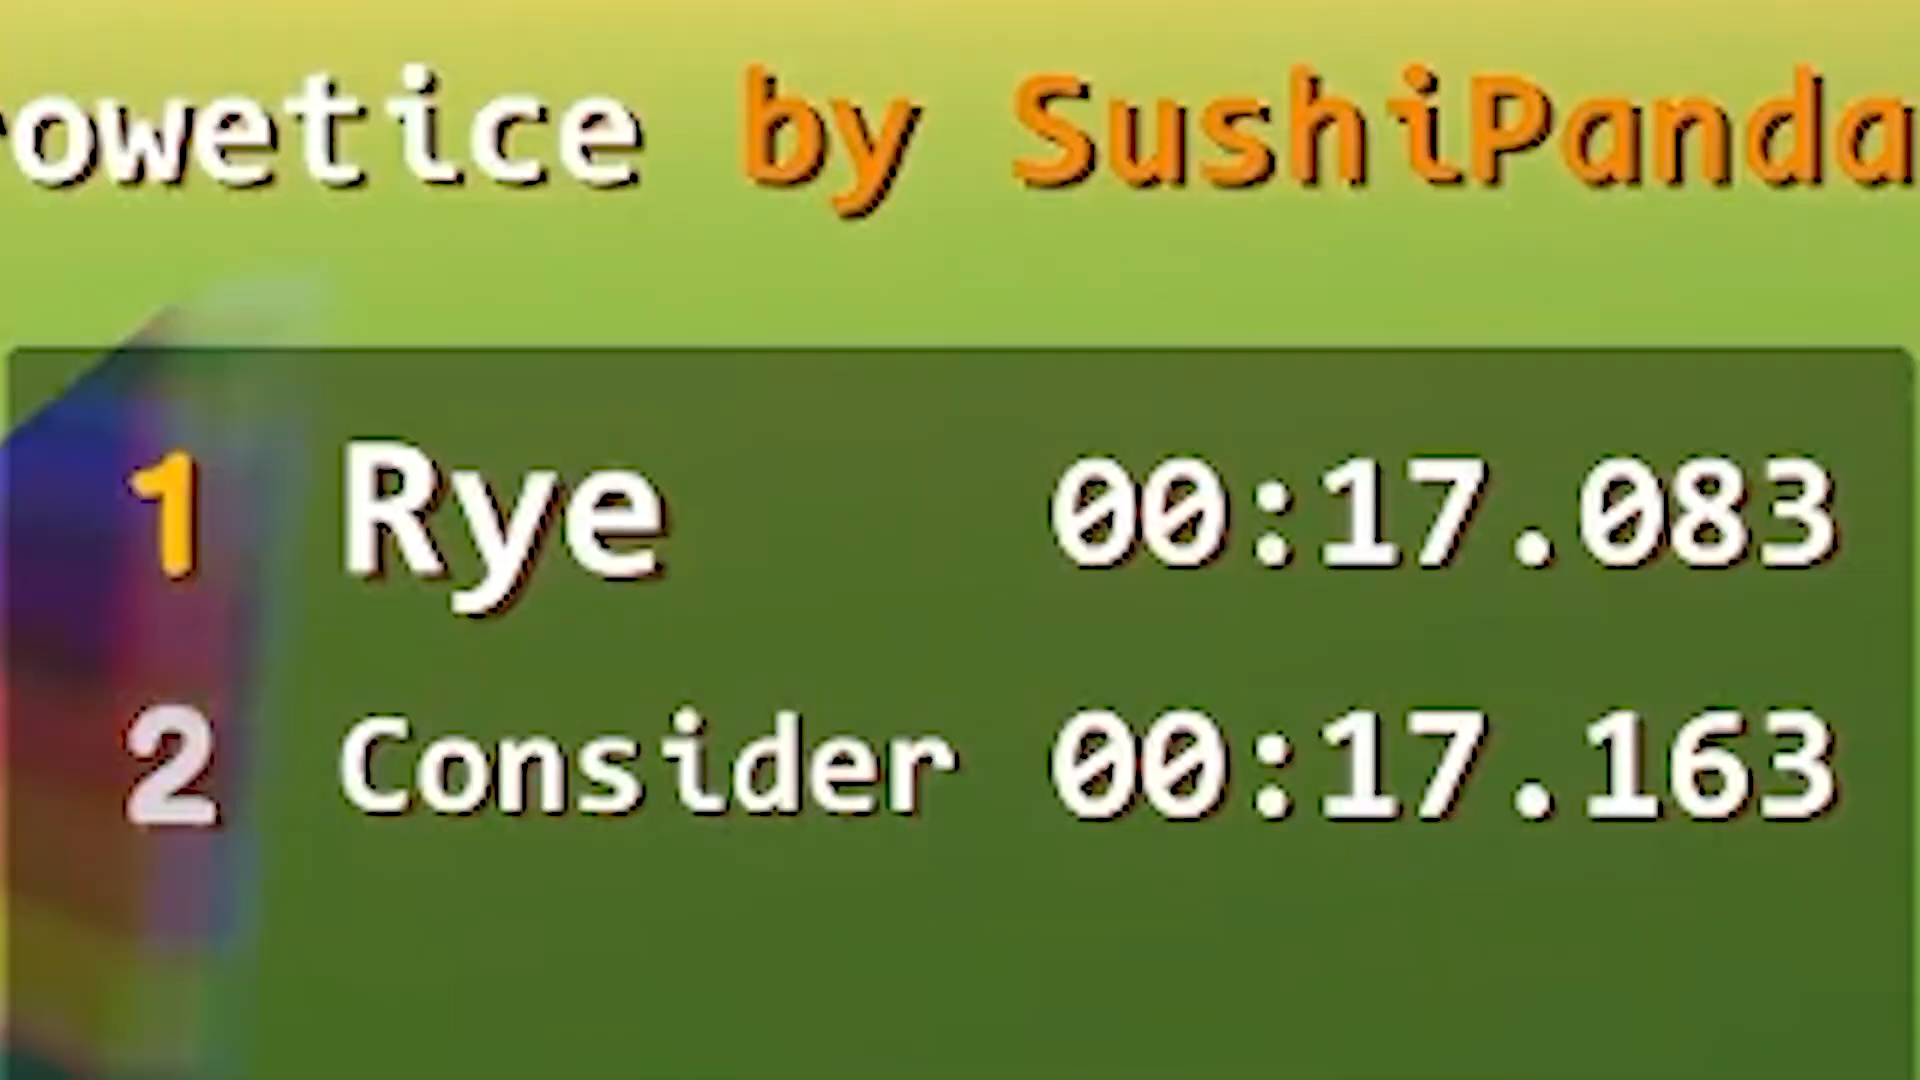 owetice by SushiPanda
1 Rye 00:17.083
2 Consider 00:17.163